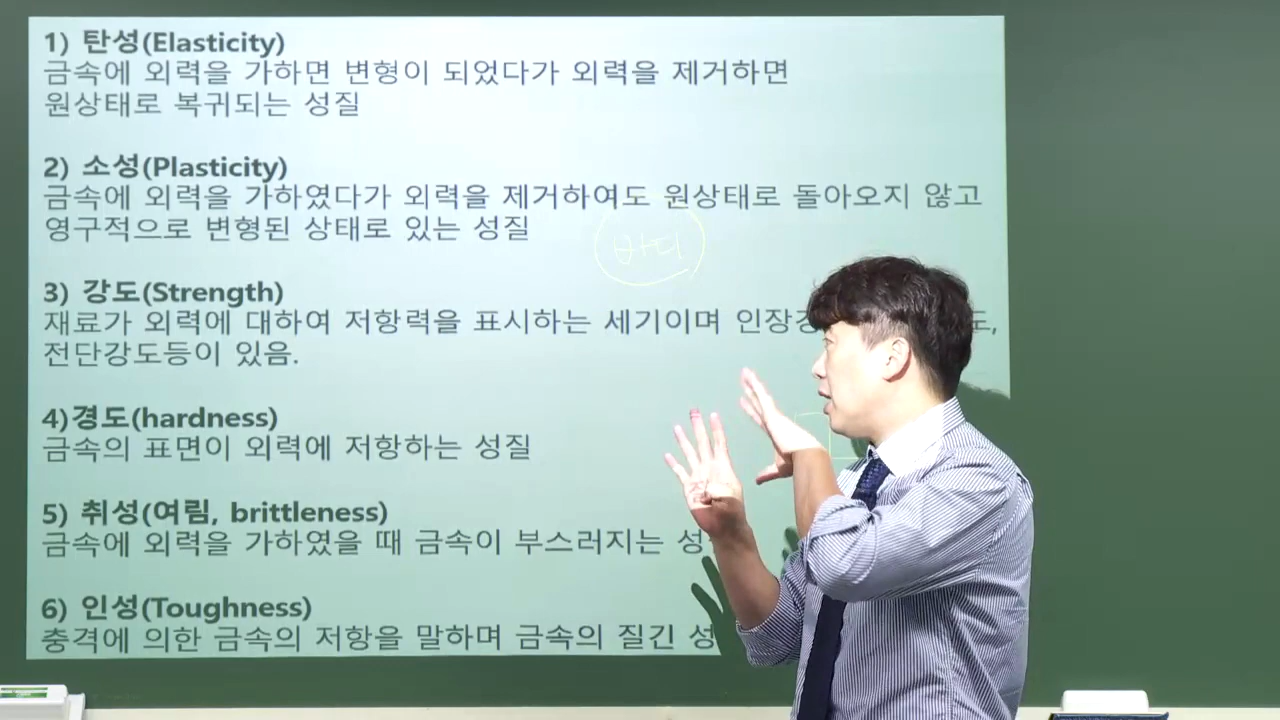 1) 탄성(Elasticity)
금속에 외력을 가하면 변형이 되었다가 외력을 제거하면
원상태로 복귀되는 성질
2) 소성(Plasticity)
금속에 외력을 가하였다가 외력을 제거하여도 원상태로 돌아오지 않고
영구적으로 변형된 상태로 있는 성질
바디
3) 강도(Strength)
재료가 외력에 대하여 저항력을 표시하는 세기이며
전단강도등이 있음.
4)경도(hardness)
금속의 표면이 외력에 저항하는 성질
5) 취성(여림, brittleness)
금속에 외력을 가하였을 때 금속이 부스러지는
6) 인성(Toughness)
충격에 의한 금속의 저항을 말하며 금속의 질긴